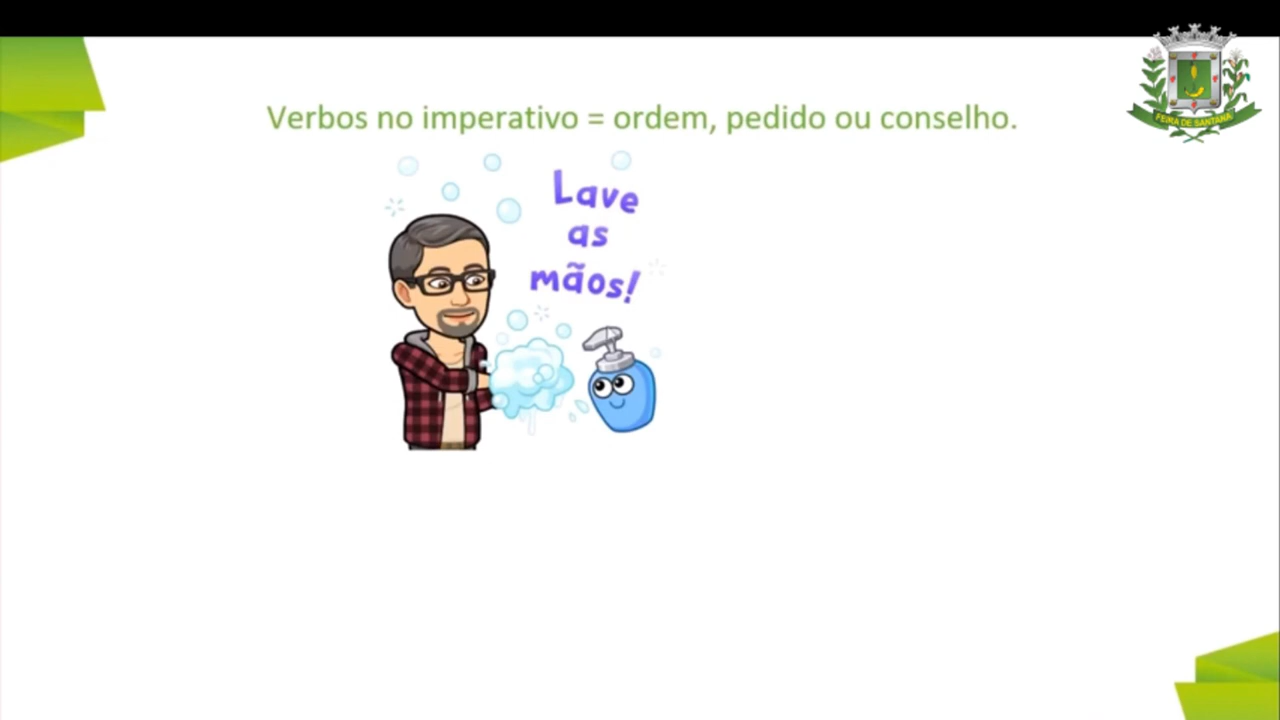 FEIRA DE SANTANA
Verbos no imperativo = ordem, pedido ou conselho.
Lave
as
mãos!